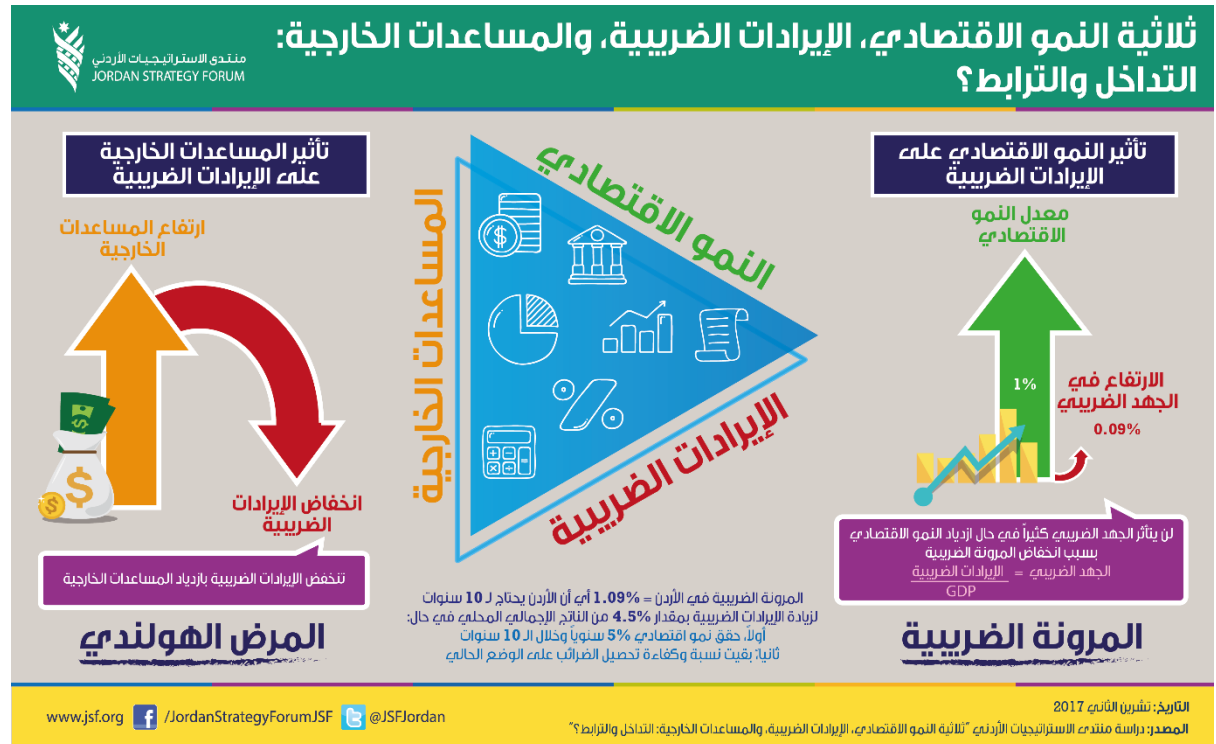 ثلاثية النمو الاقتصادي، الإيرادات الضريبية، والمساعدات الخارجية:
التداخل والترابط؟
منتدى الاستراتيجيات الأردني
JORDAN STRATEGY FORUM
تأثير النمو الاقتصادي على
الإيرادات الضريبية
معدل النمو
الاقتصادي
1%
الارتفاع في
الجهد الضريبي
0.09%
لن يتأثر الجهد الضريبي كثيراً في حال ازدياد النمو الاقتصادي
بسبب انخفاض المرونة الضريبية
الجهد الضريبي = الإيرادات الضريبية
GDP
المرونة الضريبية
النمو الاقتصادي
المساعدات الخارجية
الإيرادات الضريبية
المرونة الضريبية في الأردن = 1.09% أي أن الأردن يحتاج لـ 10 سنوات
لزيادة الإيرادات الضريبية بمقدار 4.5% من الناتج الإجمالي المحلي في حال:
أولاً، حقق نمو اقتصادي 5% سنوياً وخلال الـ 10 سنوات
ثانياً: بقيت نسبة وكفاءة تحصيل الضرائب على الوضع الحالي
تأثير المساعدات الخارجية
على الإيرادات الضريبية
ارتفاع المساعدات
الخارجية
$
$
$
$
انخفاض الإيرادات
الضريبية
تنخفض الإيرادات الضريبية بازدياد المساعدات الخارجية
المرض الهولندي
التاريخ: تشرين الثاني 2017
المصدر: دراسة منتدى الاستراتيجيات الأردني "ثلاثية النمو الاقتصادي، الإيرادات الضريبية، والمساعدات الخارجية: التداخل والترابط؟"
www.jsf.org /JordanStrategyForumJSF @JSFJordan